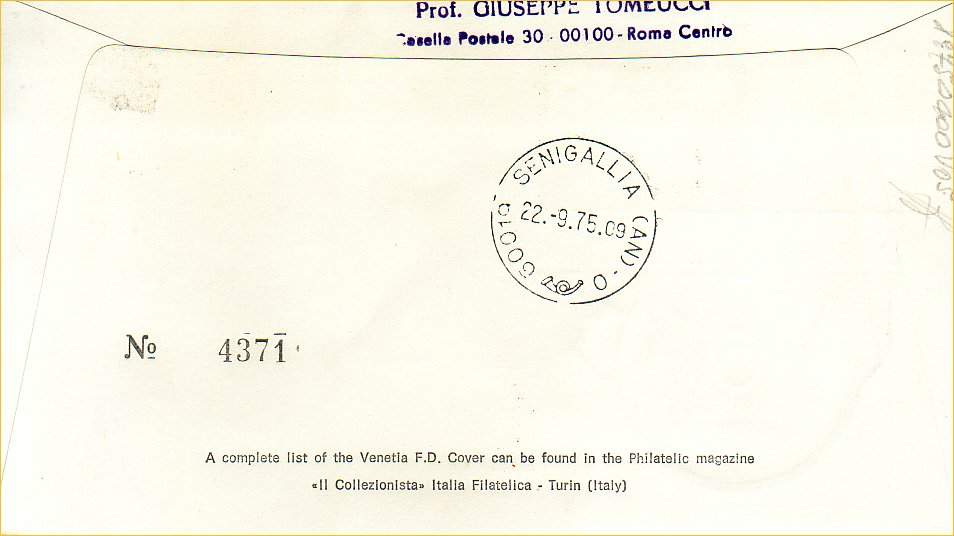 Prof. GIUSEPPE TOMEUCCI
Casella Postale 30 - 00100 - Roma Centro
SENIGALLIA (AN) - O
22.-9.75.09
60019
№ 4371
A complete list of the Venetia F.D. Cover can be found in the Philatelic magazine
«Il Collezionista» Italia Filatelica - Turin (Italy)